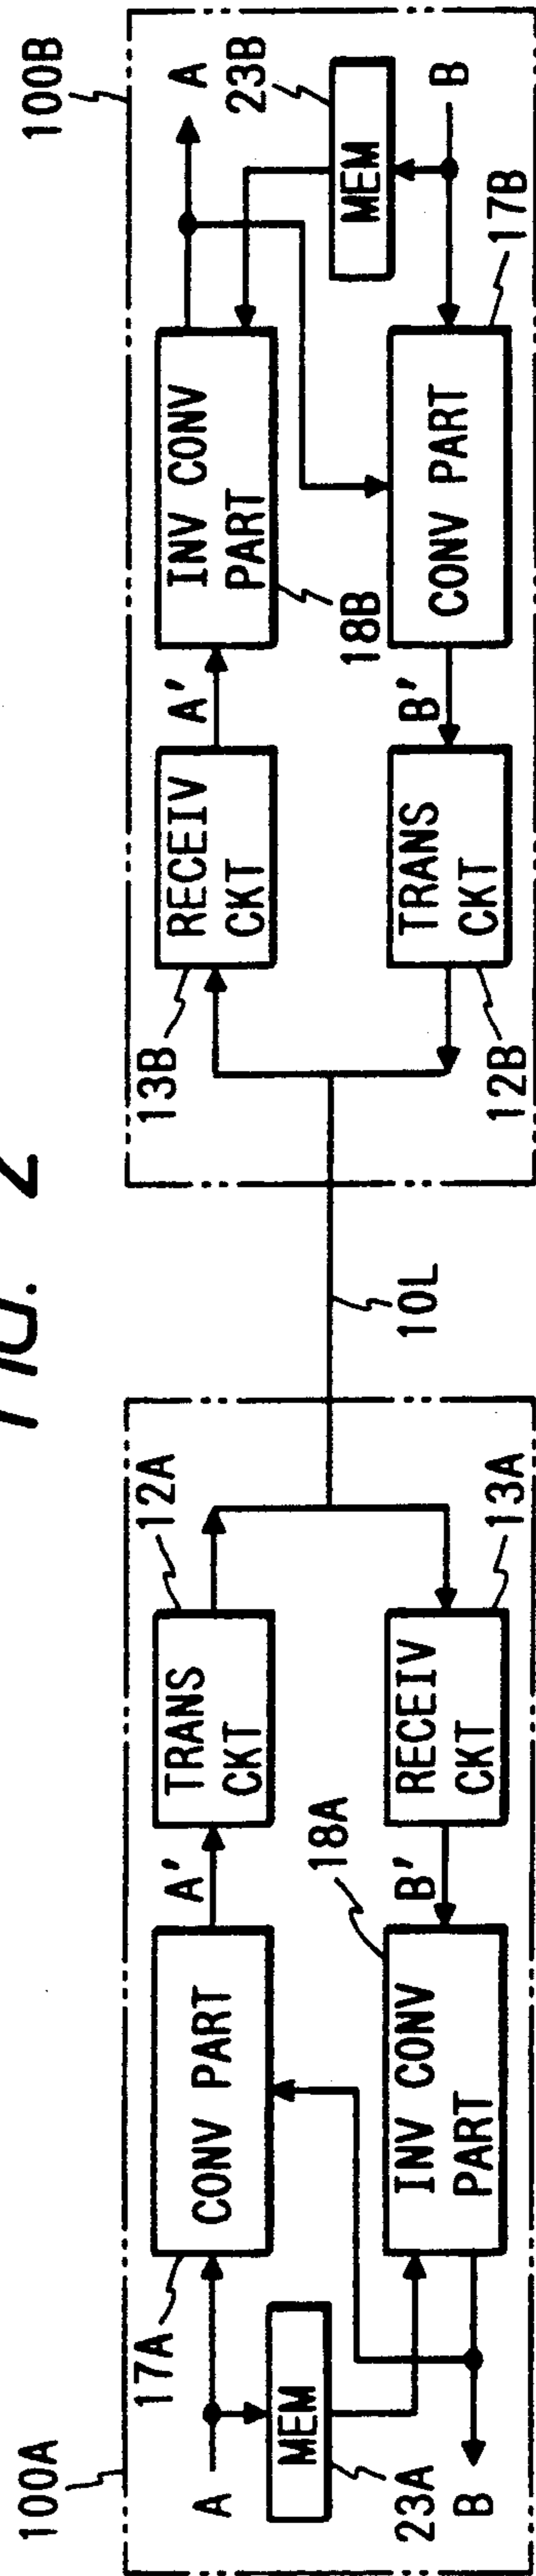 FIG. 2
100A
100B
17A
A
CONV PART
A'
TRANS
CKT
12A
MEM
23A
B
INV CONV
PART
18A
B'
RECEIV
CKT
13A
10L
13B
RECEIV
CKT
A'
INV CONV
PART
18B
A
23B
MEM
B
12B
TRANS
CKT
B'
CONV PART
17B